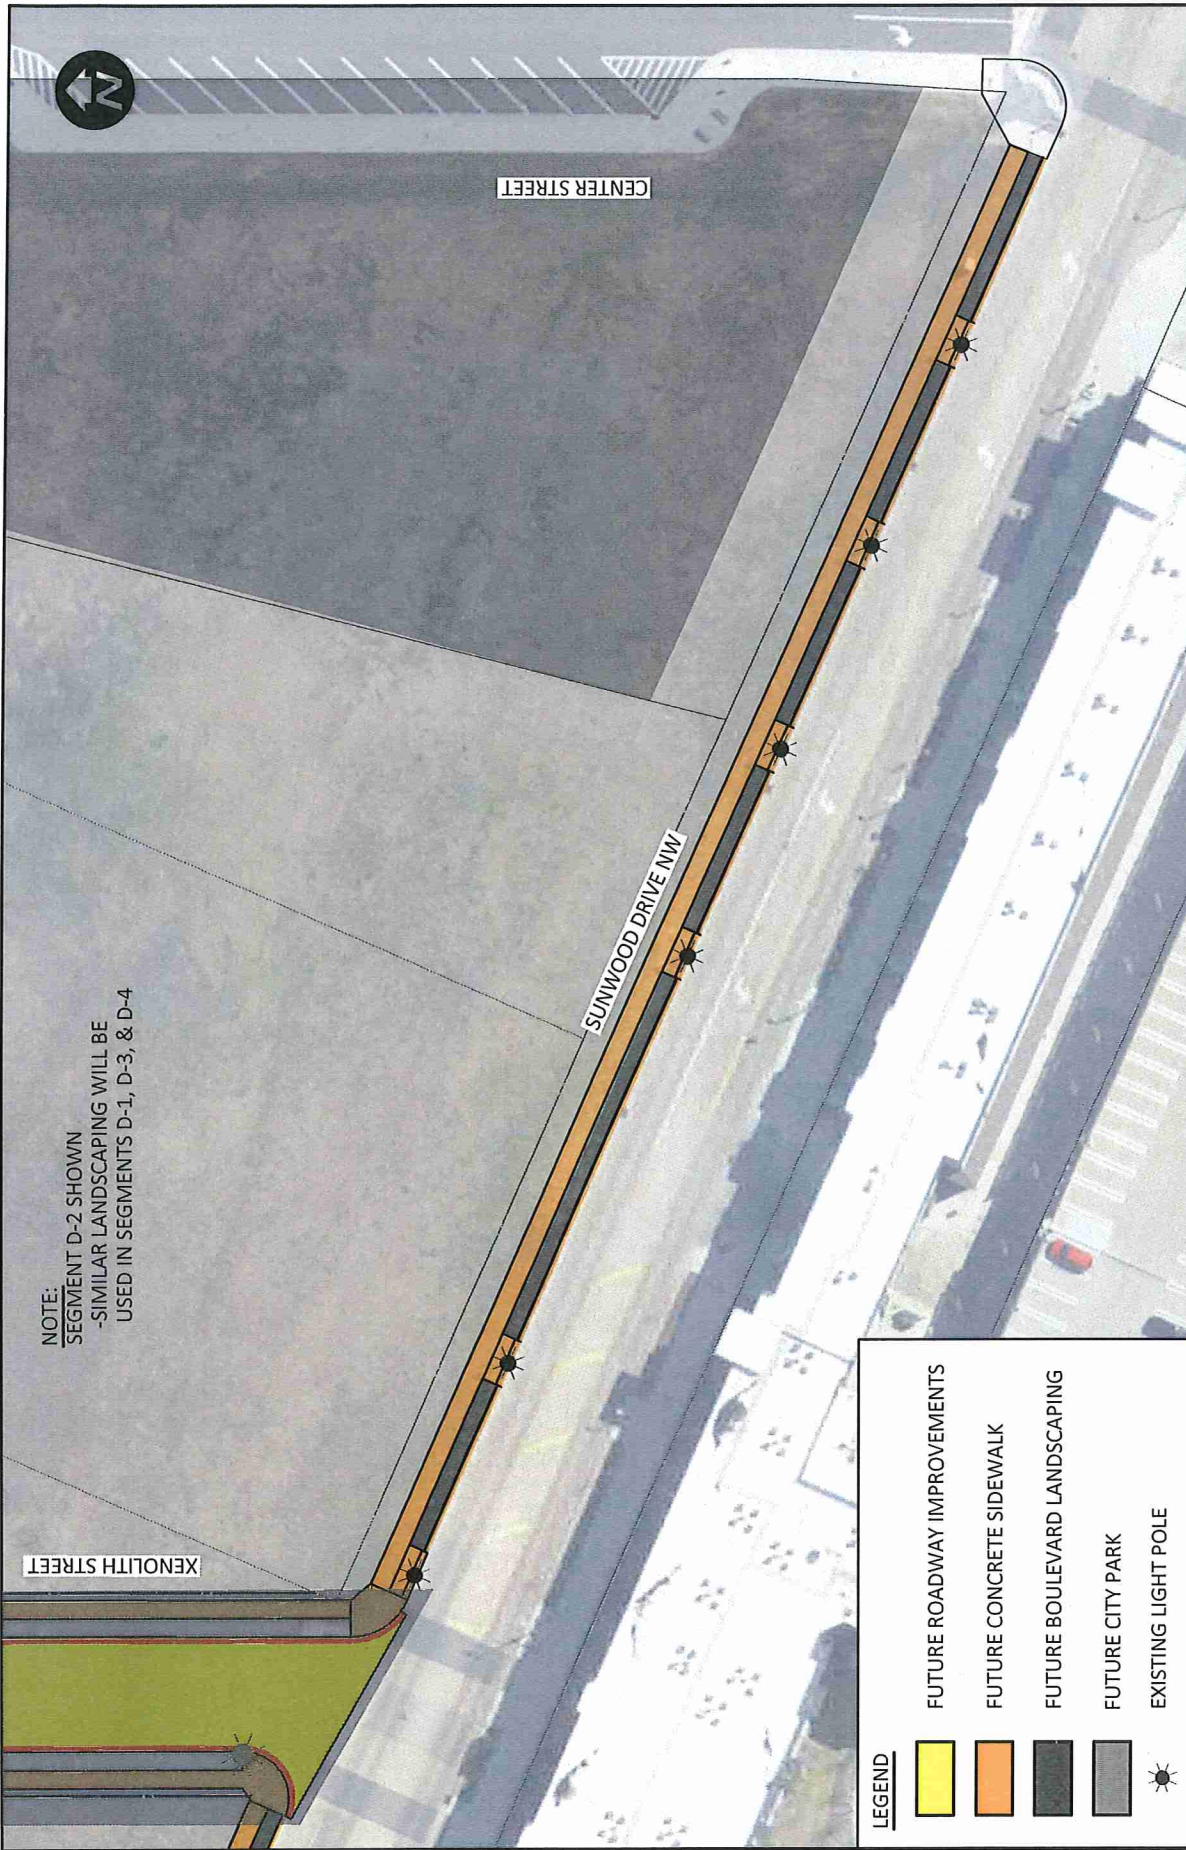 N
CENTER STREET
NOTE:
SEGMENT D-2 SHOWN
-SIMILAR LANDSCAPING WILL BE
USED IN SEGMENTS D-1, D-3, & D-4
SUNWOOD DRIVE NW
XENOLITH STREET
LEGEND
FUTURE ROADWAY IMPROVEMENTS
FUTURE CONCRETE SIDEWALK
FUTURE BOULEVARD LANDSCAPING
FUTURE CITY PARK
EXISTING LIGHT POLE